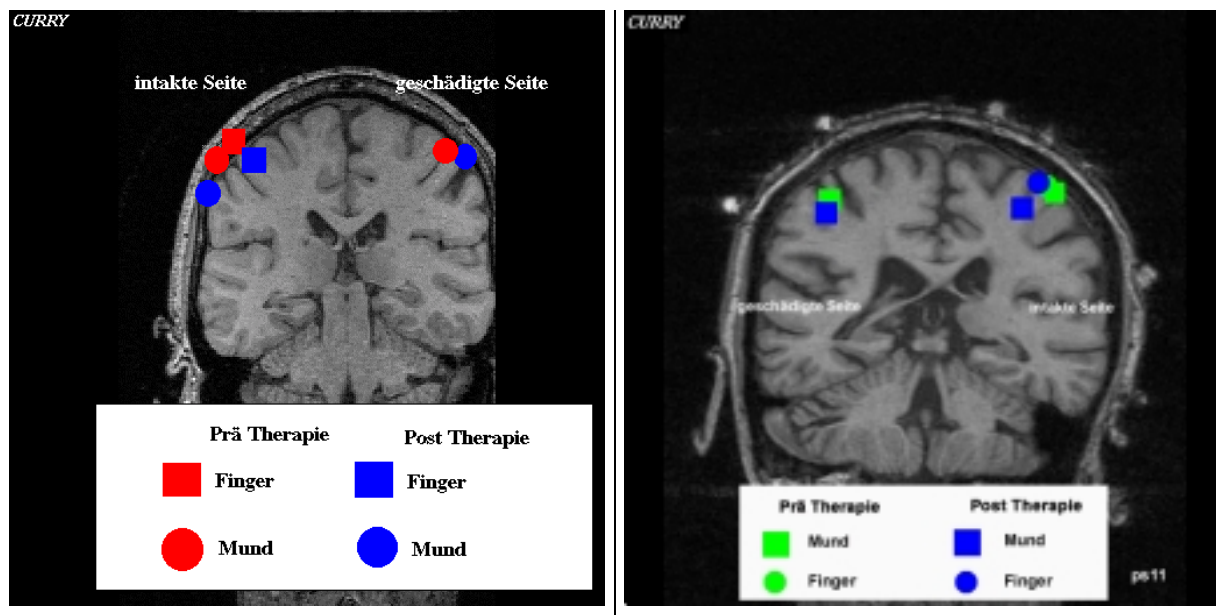 CURRY
intakte Seite geschädigte Seite
Prä Therapie Post Therapie
Finger Finger
Mund Mund
CURRY
geschädigte Seite intakte Seite
Prä Therapie Post Therapie
Mund Mund
Finger Finger
ps11